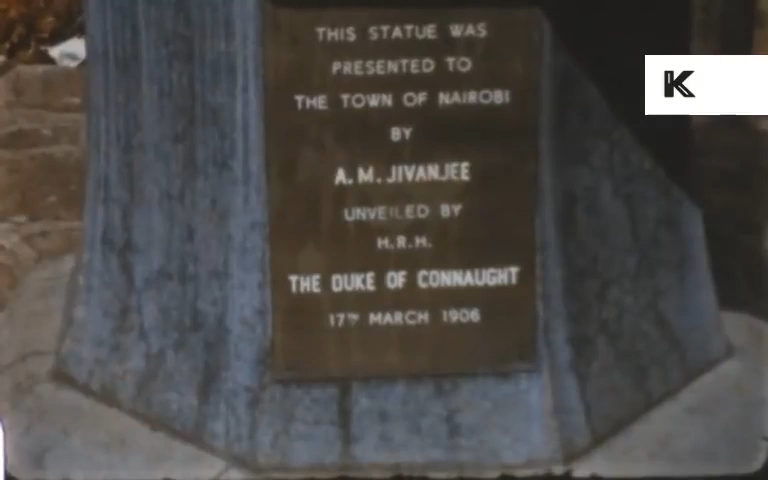 THIS STATUE WAS
PRESENTED TO
THE TOWN OF NAIROBI
BY
A. M. JIVANJEE
UNVEILED BY
H.R.H.
THE DUKE OF CONNAUGHT
17TH MARCH 1906
K